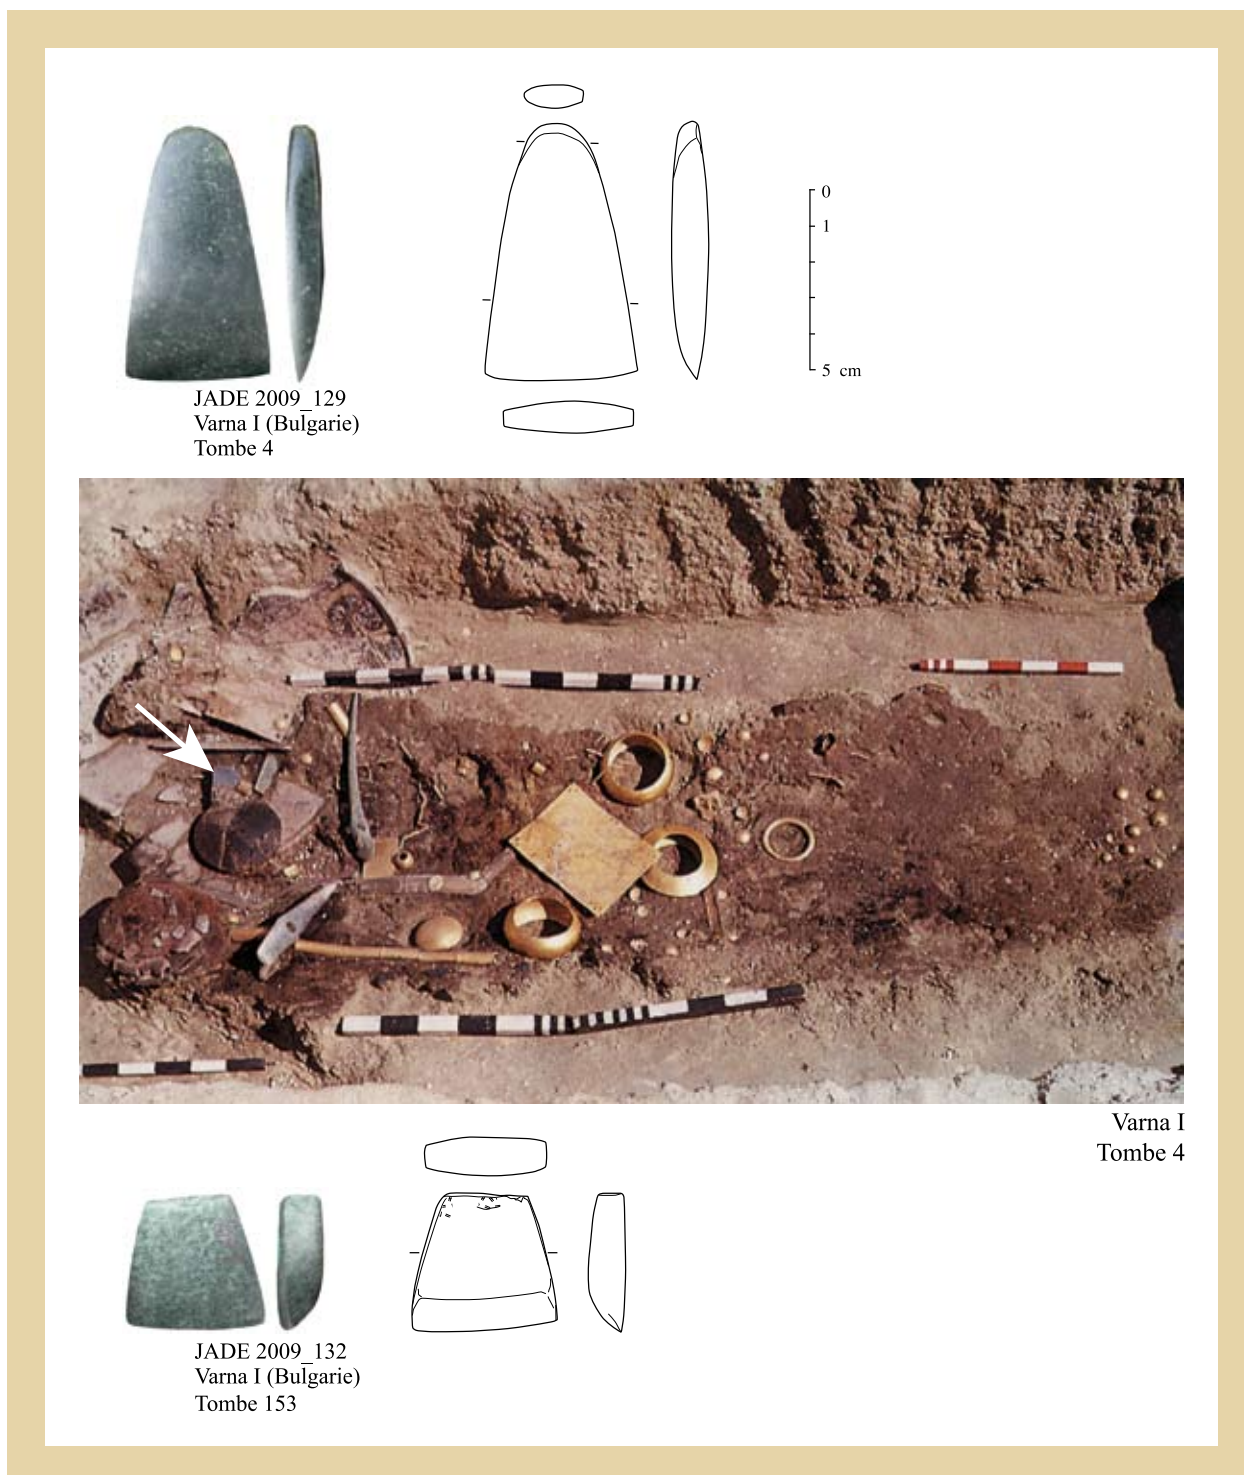 0
1
5 cm
JADE 2009_129
Varna I (Bulgarie)
Tombe 4
Varna I
Tombe 4
JADE 2009_132
Varna I (Bulgarie)
Tombe 153